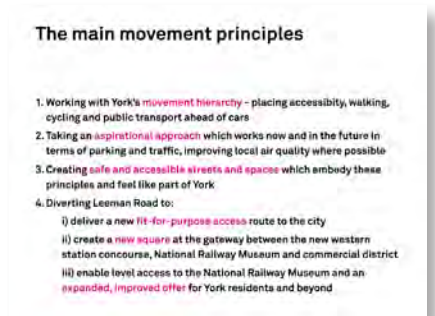 The main movement principles
1. Working with York's movement hierarchy - placing accessibity, walking,
cycling and public transport ahead of cars
2. Taking an aspirational approach which works now and in the future in
terms of parking and traffic, improving local air quality where possible
3. Creating safe and accessible streets and spaces which embody these
principles and feel like part of York
4. Diverting Leeman Road to:
i) deliver a new fit-for-purpose access route to the city
ii) create a new square at the gateway between the new western
station concourse, National Railway Museum and commercial district
iii) enable level access to the National Railway Museum and an
expanded, improved offer for York residents and beyond